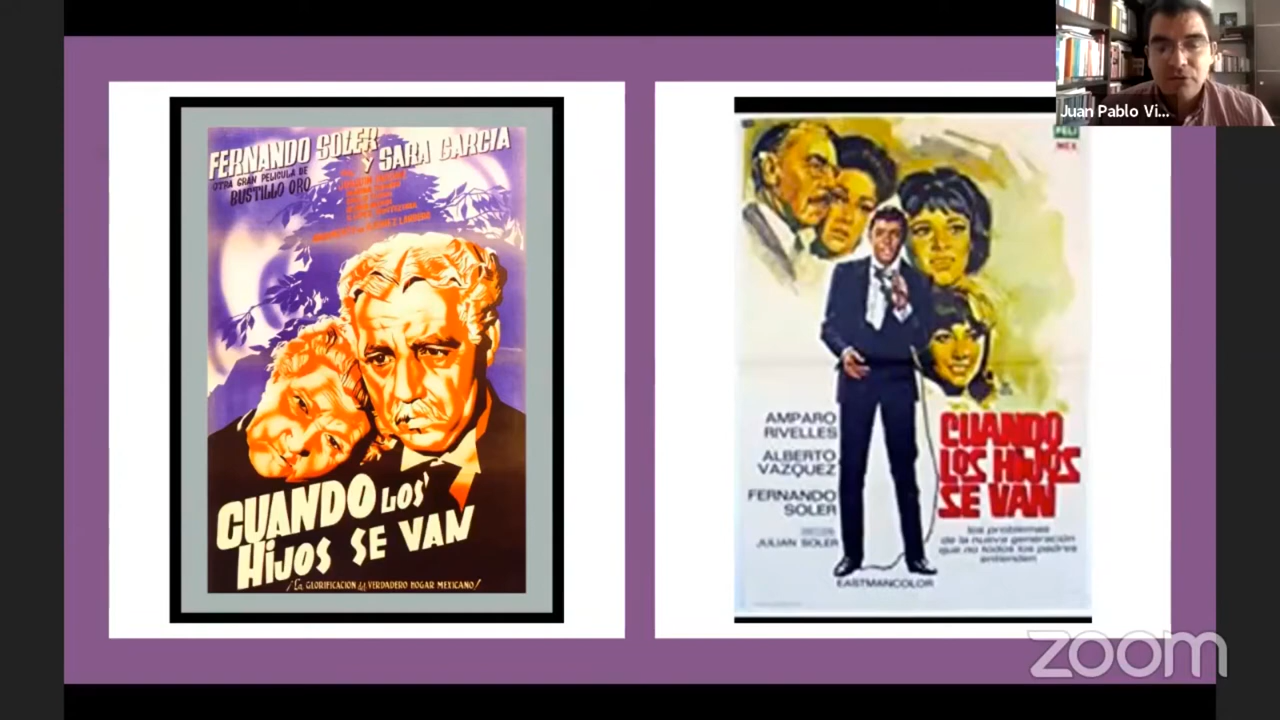 FERNANDO SOLER
Y SARA GARCIA
OTRA GRAN PELICULA DE
BUSTILLO ORO
CUANDO LOS
HIJOS SE VAN
¡La GLORIFICACION del VERDADERO HOGAR MEXICANO!
Juan Pablo Vi...
PELI
MEX
AMPARO
RIVELLES
ALBERTO
VAZQUEZ
FERNANDO
SOLER
JULIAN SOLER
CUANDO
LOS HIJOS
SE VAN
los problemas
de la nueva generación
que no todos los padres
entienden
EASTMANCOLOR
zoom